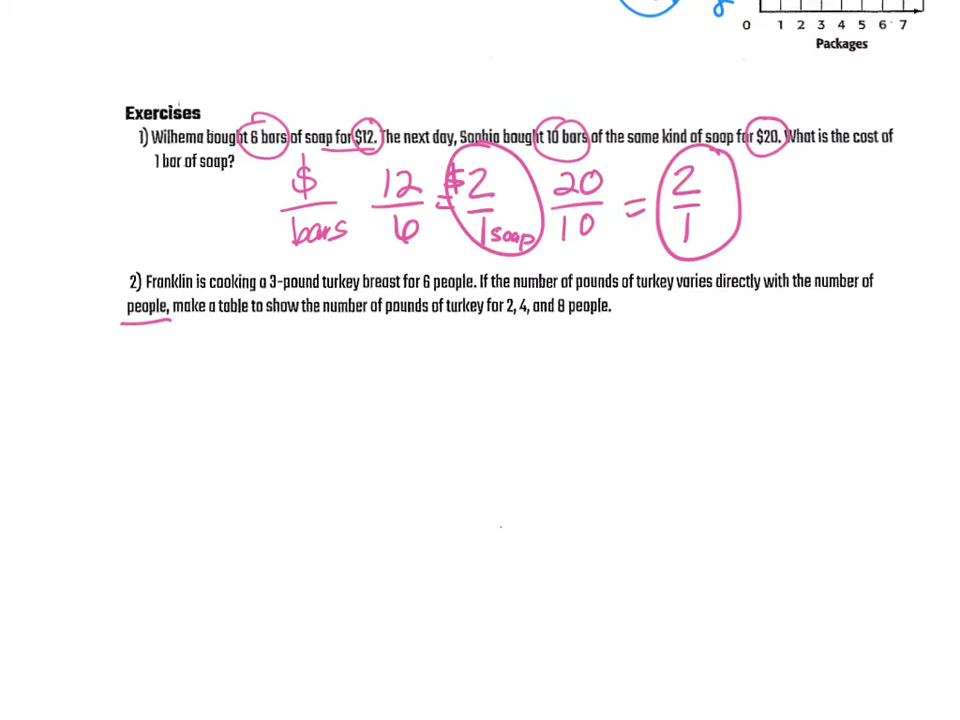 0 1 2 3 4 5 6 7
Packages
Exercises
1) Wilhema bought 6 bars of soap for $12. The next day, Sophia bought 10 bars of the same kind of soap for $20. What is the cost of
1 bar of soap?
$ 12 = $2 20 = 2
bars 6 1 soap 10 1
2) Franklin is cooking a 3-pound turkey breast for 6 people. If the number of pounds of turkey varies directly with the number of
people, make a table to show the number of pounds of turkey for 2, 4, and 8 people.